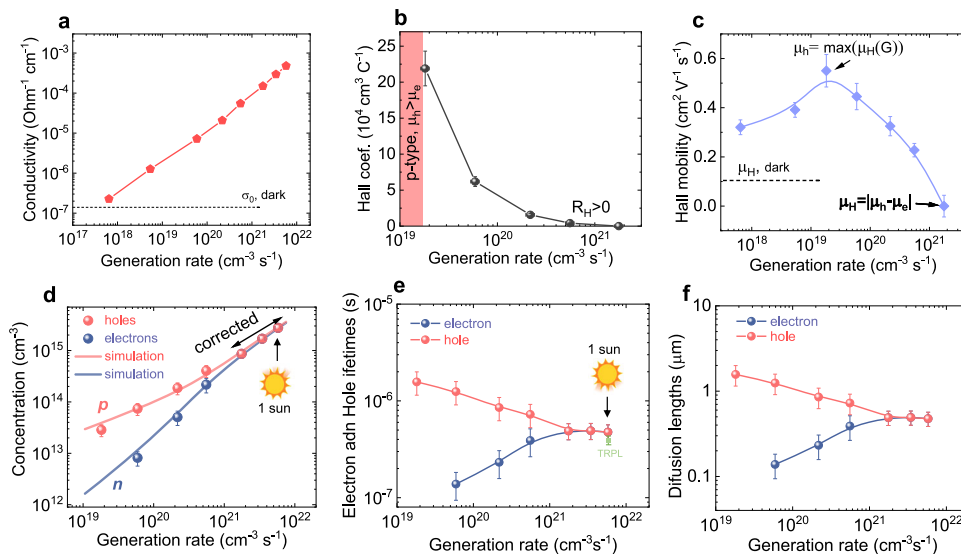 a
Conductivity (Ohm⁻¹ cm⁻¹)
10⁻³
10⁻⁴
10⁻⁵
10⁻⁶
10⁻⁷
σ₀, dark
10¹⁷ 10¹⁸ 10¹⁹ 10²⁰ 10²¹ 10²²
Generation rate (cm⁻³ s⁻¹)
b
Hall coef. (10⁴ cm³ C⁻¹)
25
20
15
10
5
0
p-type, μₕ>μₑ
R_H>0
10¹⁹ 10²⁰ 10²¹
Generation rate (cm⁻³ s⁻¹)
c
Hall mobility (cm² V⁻¹ s⁻¹)
0.6
0.4
0.2
0.0
μₕ= max(μ_H(G))
μ_H, dark
μ_H=|μₕ-μₑ|
10¹⁸ 10¹⁹ 10²⁰ 10²¹
Generation rate (cm⁻³ s⁻¹)
d
Concentration (cm⁻³)
10¹⁵
10¹⁴
10¹³
10¹²
holes
electrons
simulation
simulation
corrected
1 sun
p
n
10¹⁹ 10²⁰ 10²¹ 10²²
Generation rate (cm⁻³s⁻¹)
e
Electron adn Hole lifetimes (s)
10⁻⁵
10⁻⁶
10⁻⁷
electron
hole
1 sun
TRPL
10¹⁹ 10²⁰ 10²¹ 10²²
Generation rate (cm⁻³s⁻¹)
f
Difusion lengths (μm)
10
1
0.1
electron
hole
10¹⁹ 10²⁰ 10²¹ 10²²
Generation rate (cm⁻³s⁻¹)